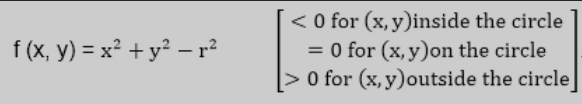 < 0 for (x, y)inside the circle
f (x, y) = x² + y² – r²
= 0 for (x, y)on the circle
> 0 for (x, y)outside the circle